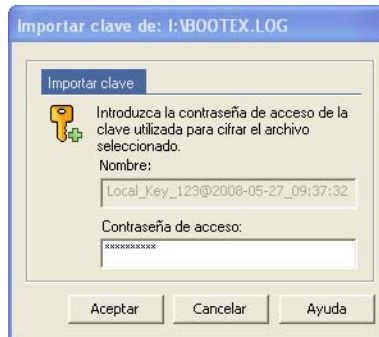 Importar clave de: I:\BOOTEX.LOG
Importar clave
Introduzca la contraseña de acceso de la
clave utilizada para cifrar el archivo
seleccionado.
Nombre:
Local_Key_123@2008-05-27_09:37:32
Contraseña de acceso:
××××××××××
Aceptar
Cancelar
Ayuda